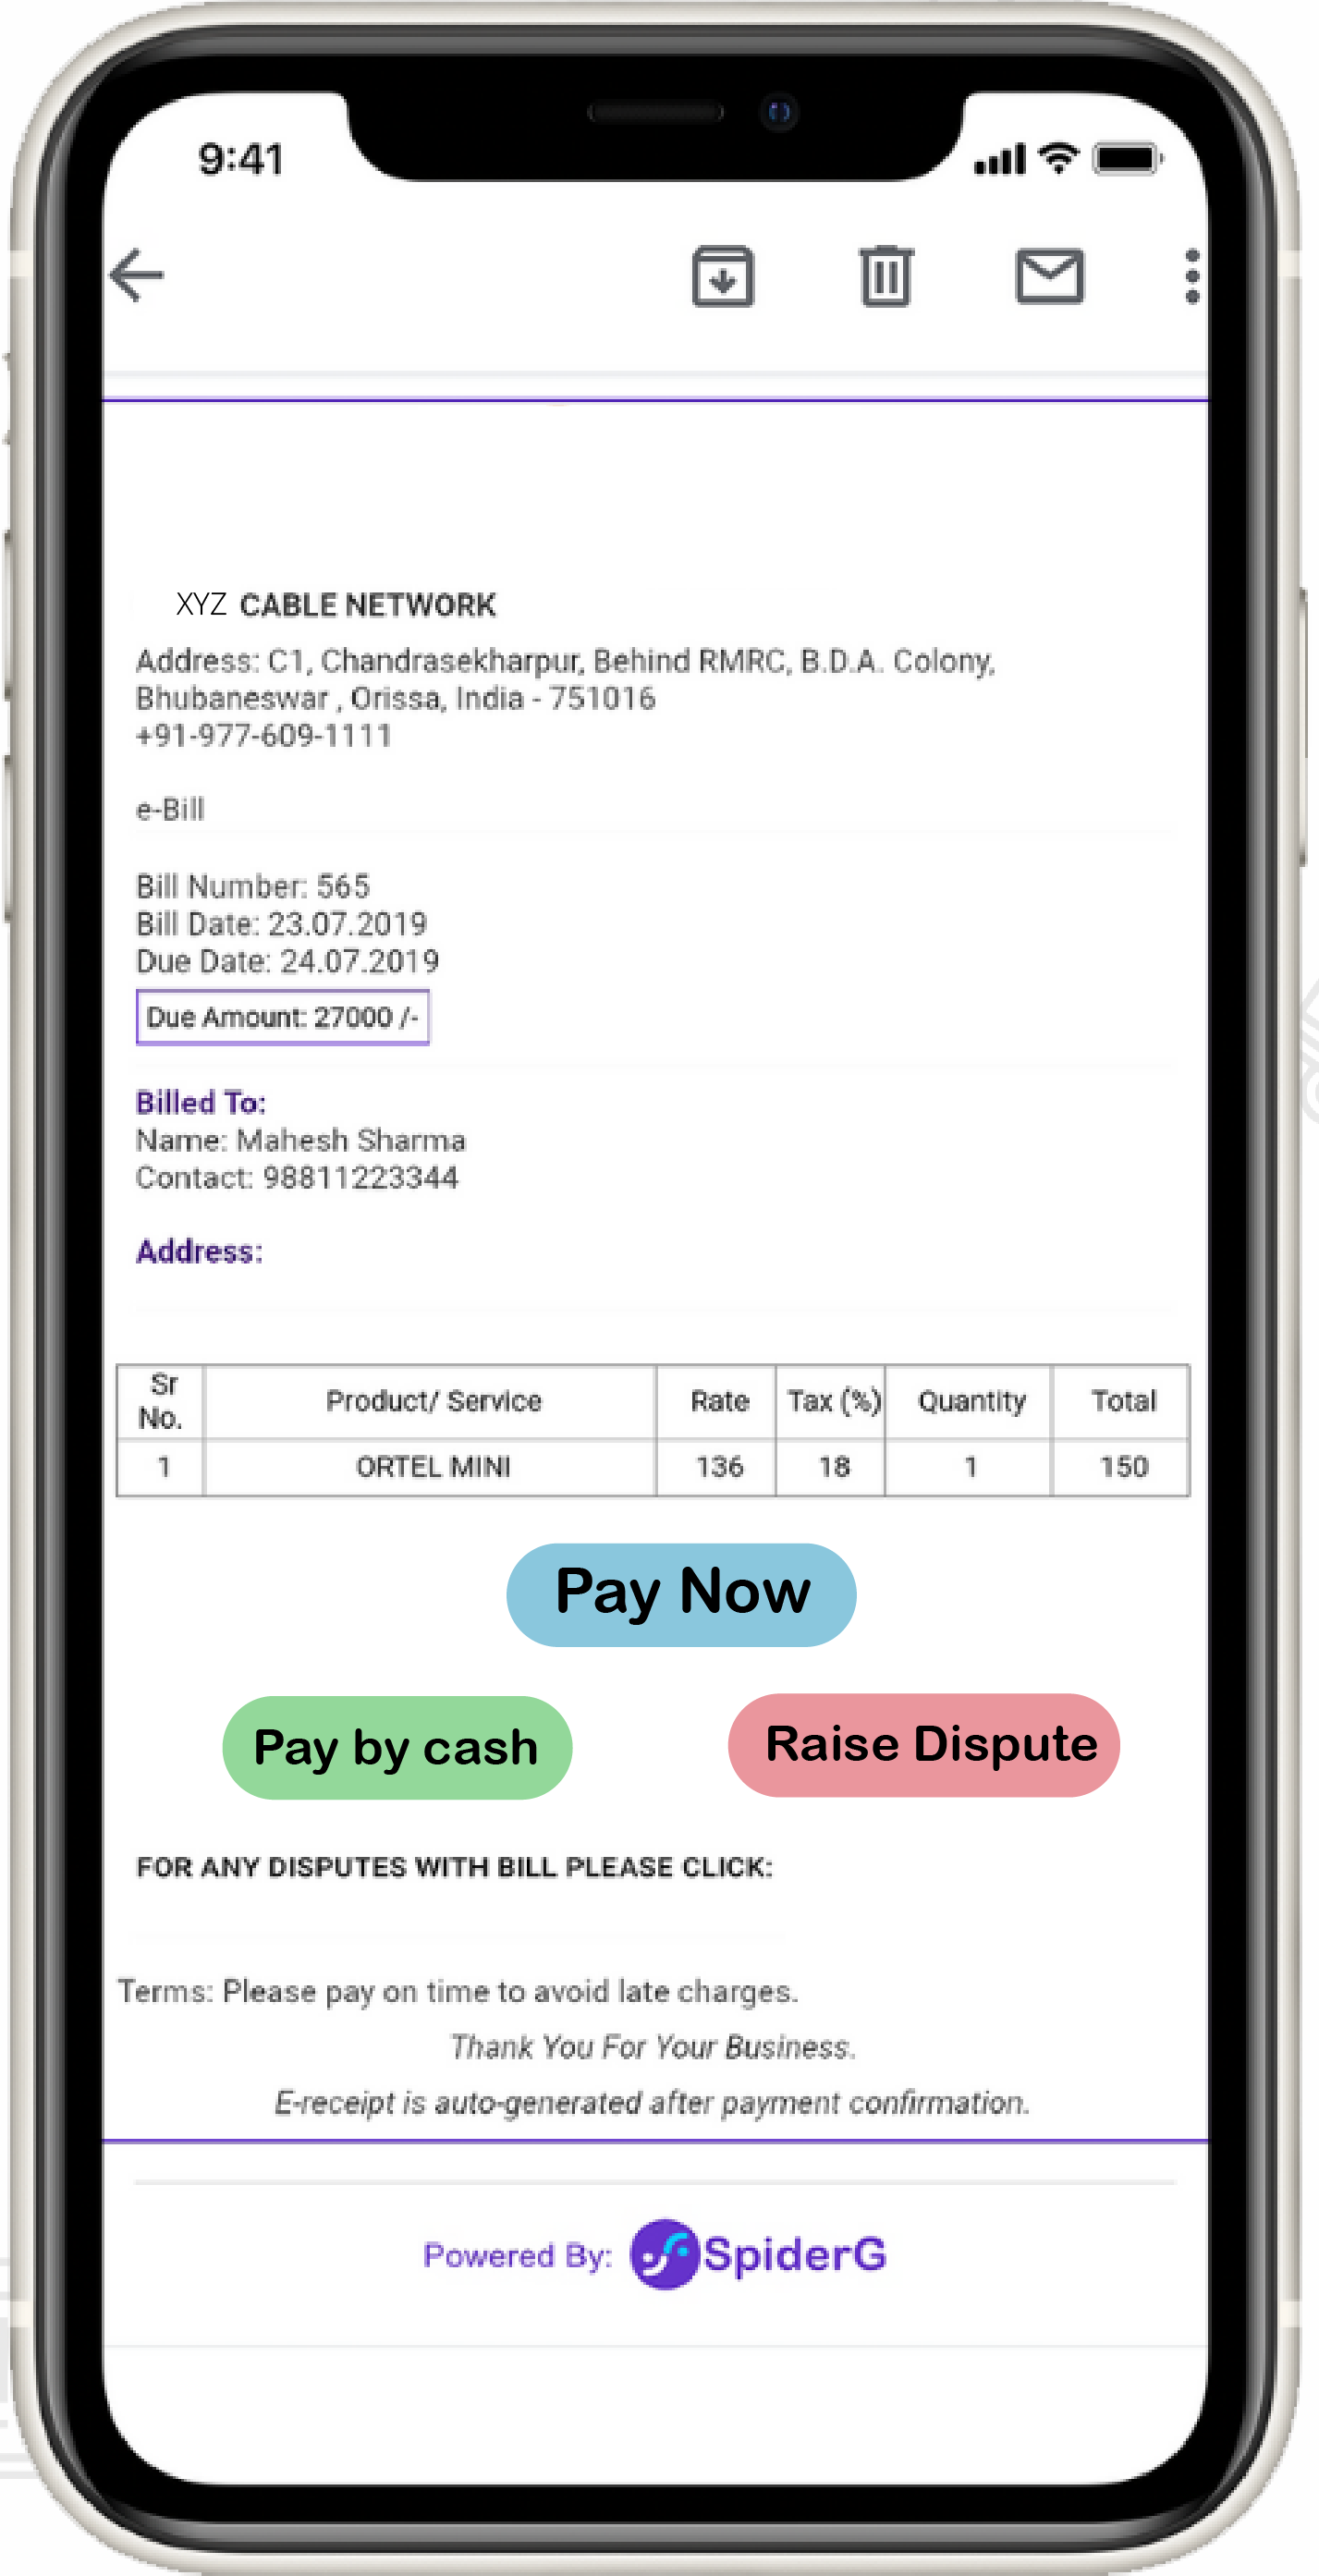 9:41
XYZ CABLE NETWORK
Address: C1, Chandrasekharpur, Behind RMRC, B.D.A. Colony,
Bhubaneswar , Orissa, India - 751016
+91-977-609-1111
e-Bill
Bill Number: 565
Bill Date: 23.07.2019
Due Date: 24.07.2019
Due Amount: 27000 /-
Billed To:
Name: Mahesh Sharma
Contact: 98811223344
Address:
Sr No. Product/ Service Rate Tax (%) Quantity Total
1 ORTEL MINI 136 18 1 150
Pay Now
Pay by cash Raise Dispute
FOR ANY DISPUTES WITH BILL PLEASE CLICK:
Terms: Please pay on time to avoid late charges.
Thank You For Your Business.
E-receipt is auto-generated after payment confirmation.
Powered By: SpiderG